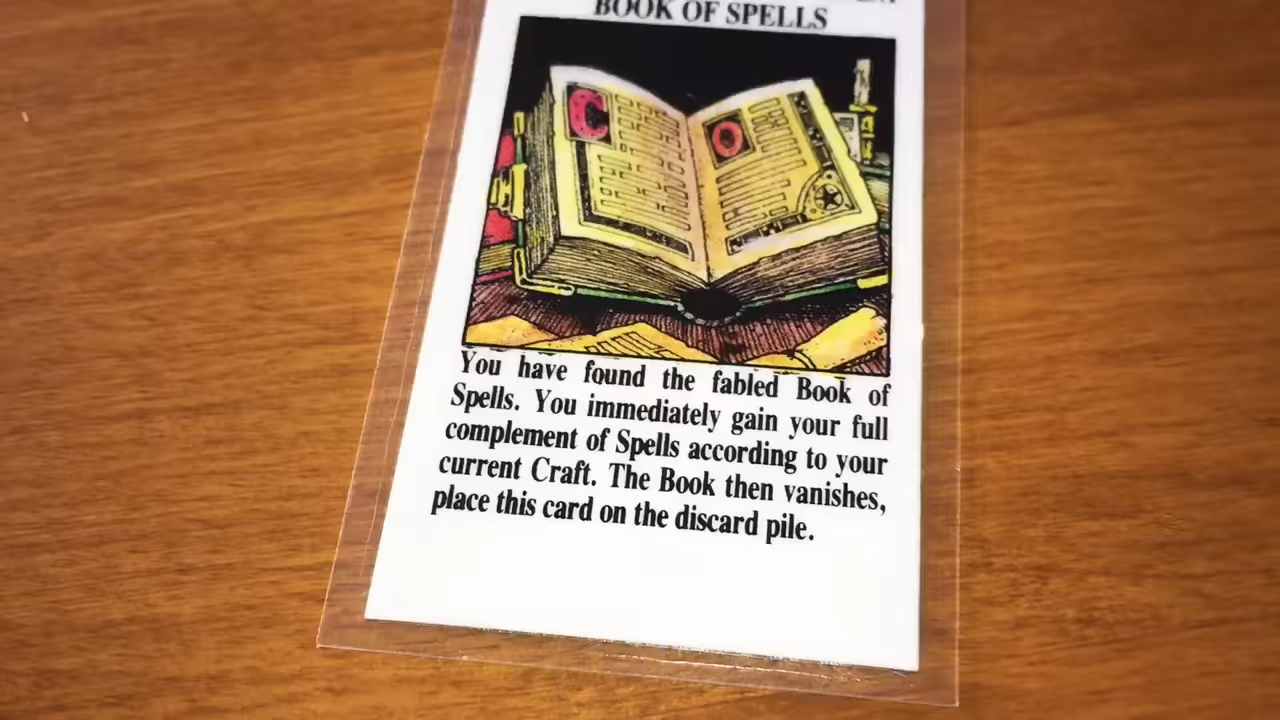 BOOK OF SPELLS
C
O
You have found the fabled Book of
Spells. You immediately gain your full
complement of Spells according to your
current Craft. The Book then vanishes,
place this card on the discard pile.